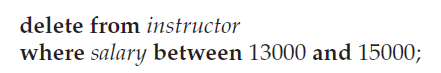 delete from instructor
where salary between 13000 and 15000;